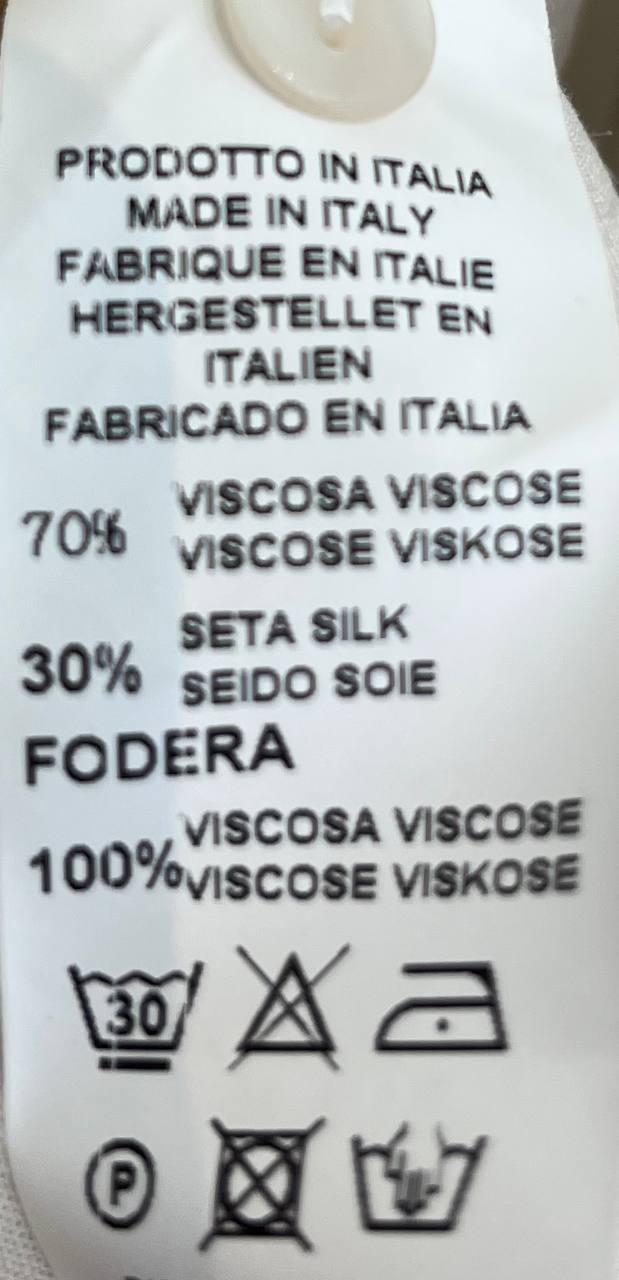 PRODOTTO IN ITALIA
MADE IN ITALY
FABRIQUE EN ITALIE
HERGESTELLET EN
ITALIEN
FABRICADO EN ITALIA
70% VISCOSA VISCOSE
VISCOSE VISKOSE
30% SETA SILK
SEIDO SOIE
FODERA
100% VISCOSA VISCOSE
VISCOSE VISKOSE
30
P